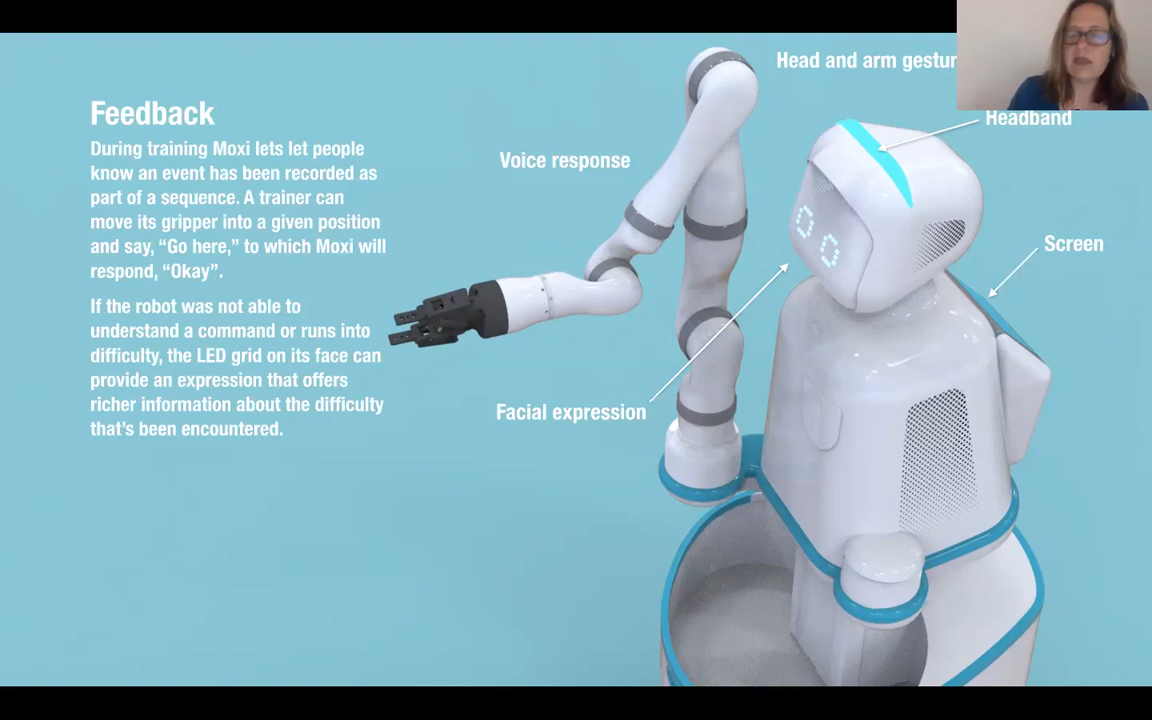 Head and arm
Feedback
During training Moxi lets let people
know an event has been recorded as
part of a sequence. A trainer can
move its gripper into a given position
and say, “Go here,” to which Moxi will
respond, “Okay”.
If the robot was not able to
understand a command or runs into
difficulty, the LED grid on its face can
provide an expression that offers
richer information about the difficulty
that’s been encountered.
Voice response
Headband
Screen
Facial expression